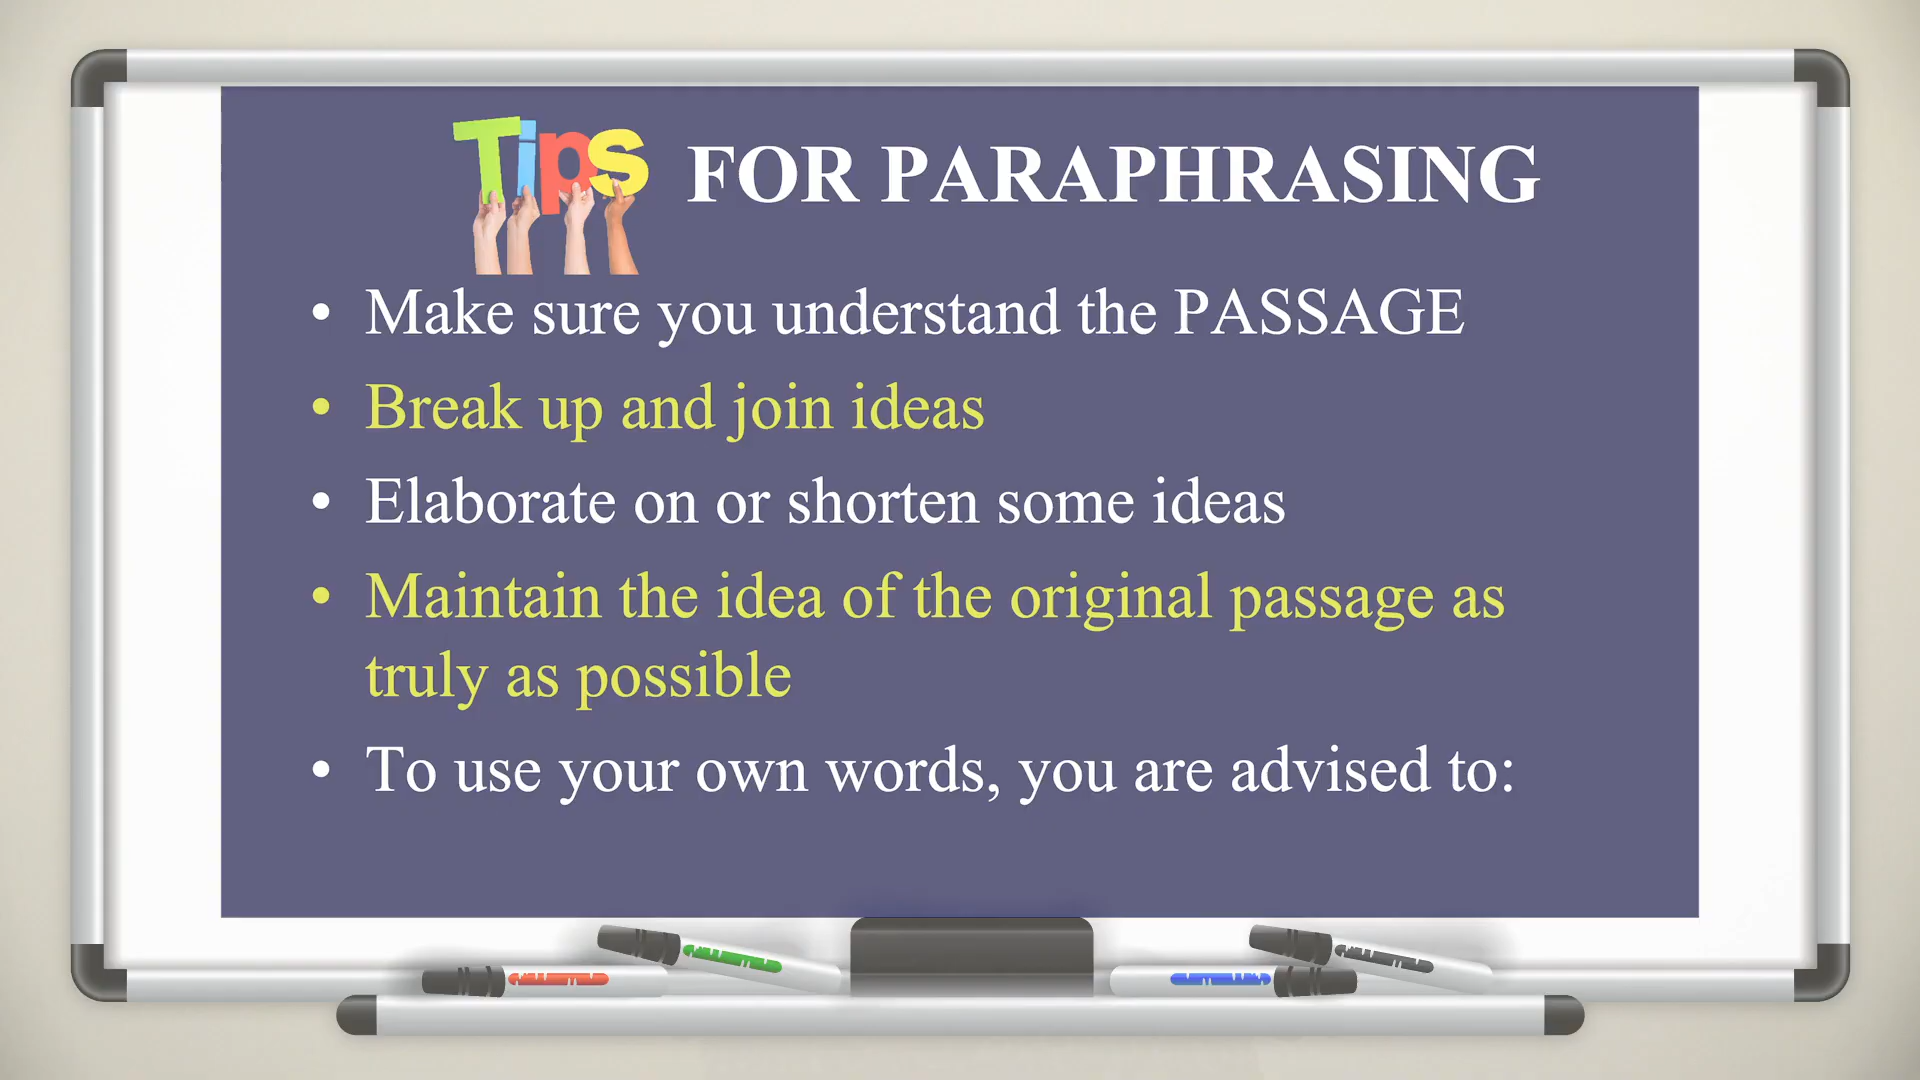 Tips FOR PARAPHRASING
• Make sure you understand the PASSAGE
• Break up and join ideas
• Elaborate on or shorten some ideas
• Maintain the idea of the original passage as
truly as possible
• To use your own words, you are advised to: